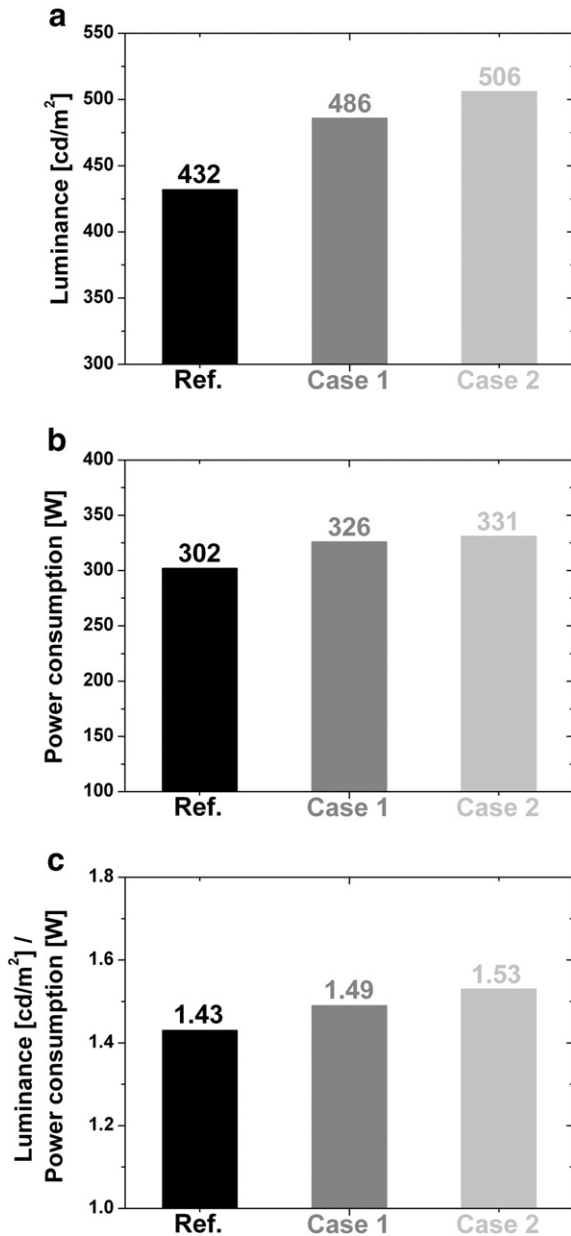 a
Luminance [cd/m²]
550
500
450
400
350
300
432
486
506
Ref.
Case 1
Case 2
b
Power consumption [W]
400
350
300
250
200
150
100
302
326
331
Ref.
Case 1
Case 2
c
Luminance [cd/m²] /
Power consumption [W]
1.8
1.6
1.4
1.2
1.0
1.43
1.49
1.53
Ref.
Case 1
Case 2